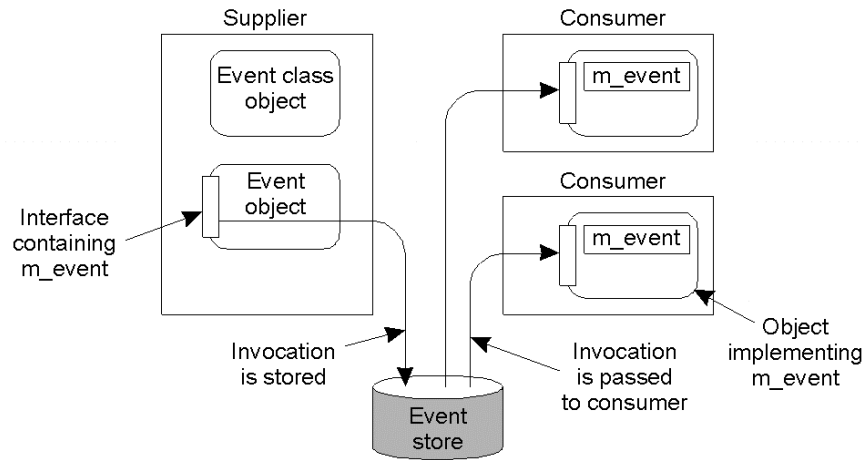 Supplier
Event class
object
Event
object
Interface
containing
m_event
Invocation
is stored
Event
store
Consumer
m_event
Consumer
m_event
Invocation
is passed
to consumer
Object
implementing
m_event